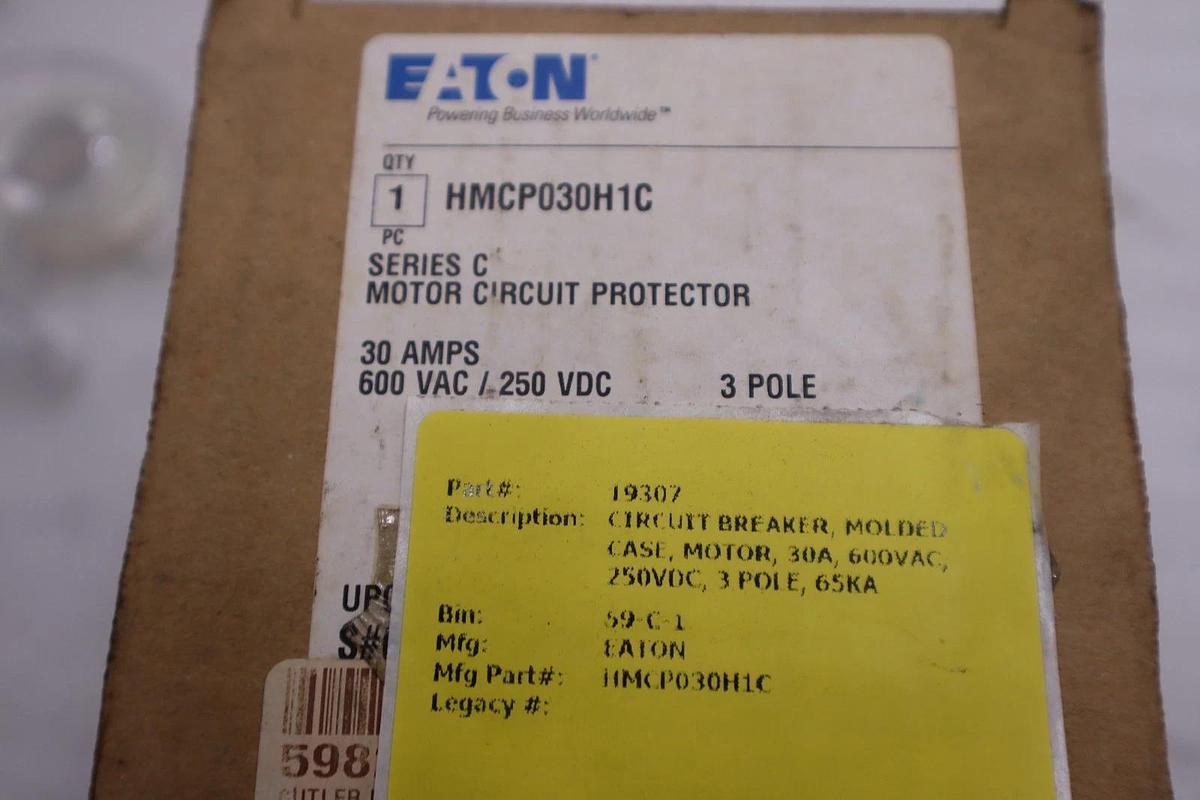 EATON
Powering Business Worldwide™
QTY
1 HMCP030H1C
PC
SERIES C
MOTOR CIRCUIT PROTECTOR
30 AMPS
600 VAC / 250 VDC 3 POLE
Part#: 19307
Description: CIRCUIT BREAKER, MOLDED
CASE, MOTOR, 30A, 600VAC,
250VDC, 3 POLE, 65KA
Bin: 59-C-1
Mfg: EATON
Mfg Part#: HMCP030H1C
Legacy #:
S#
598